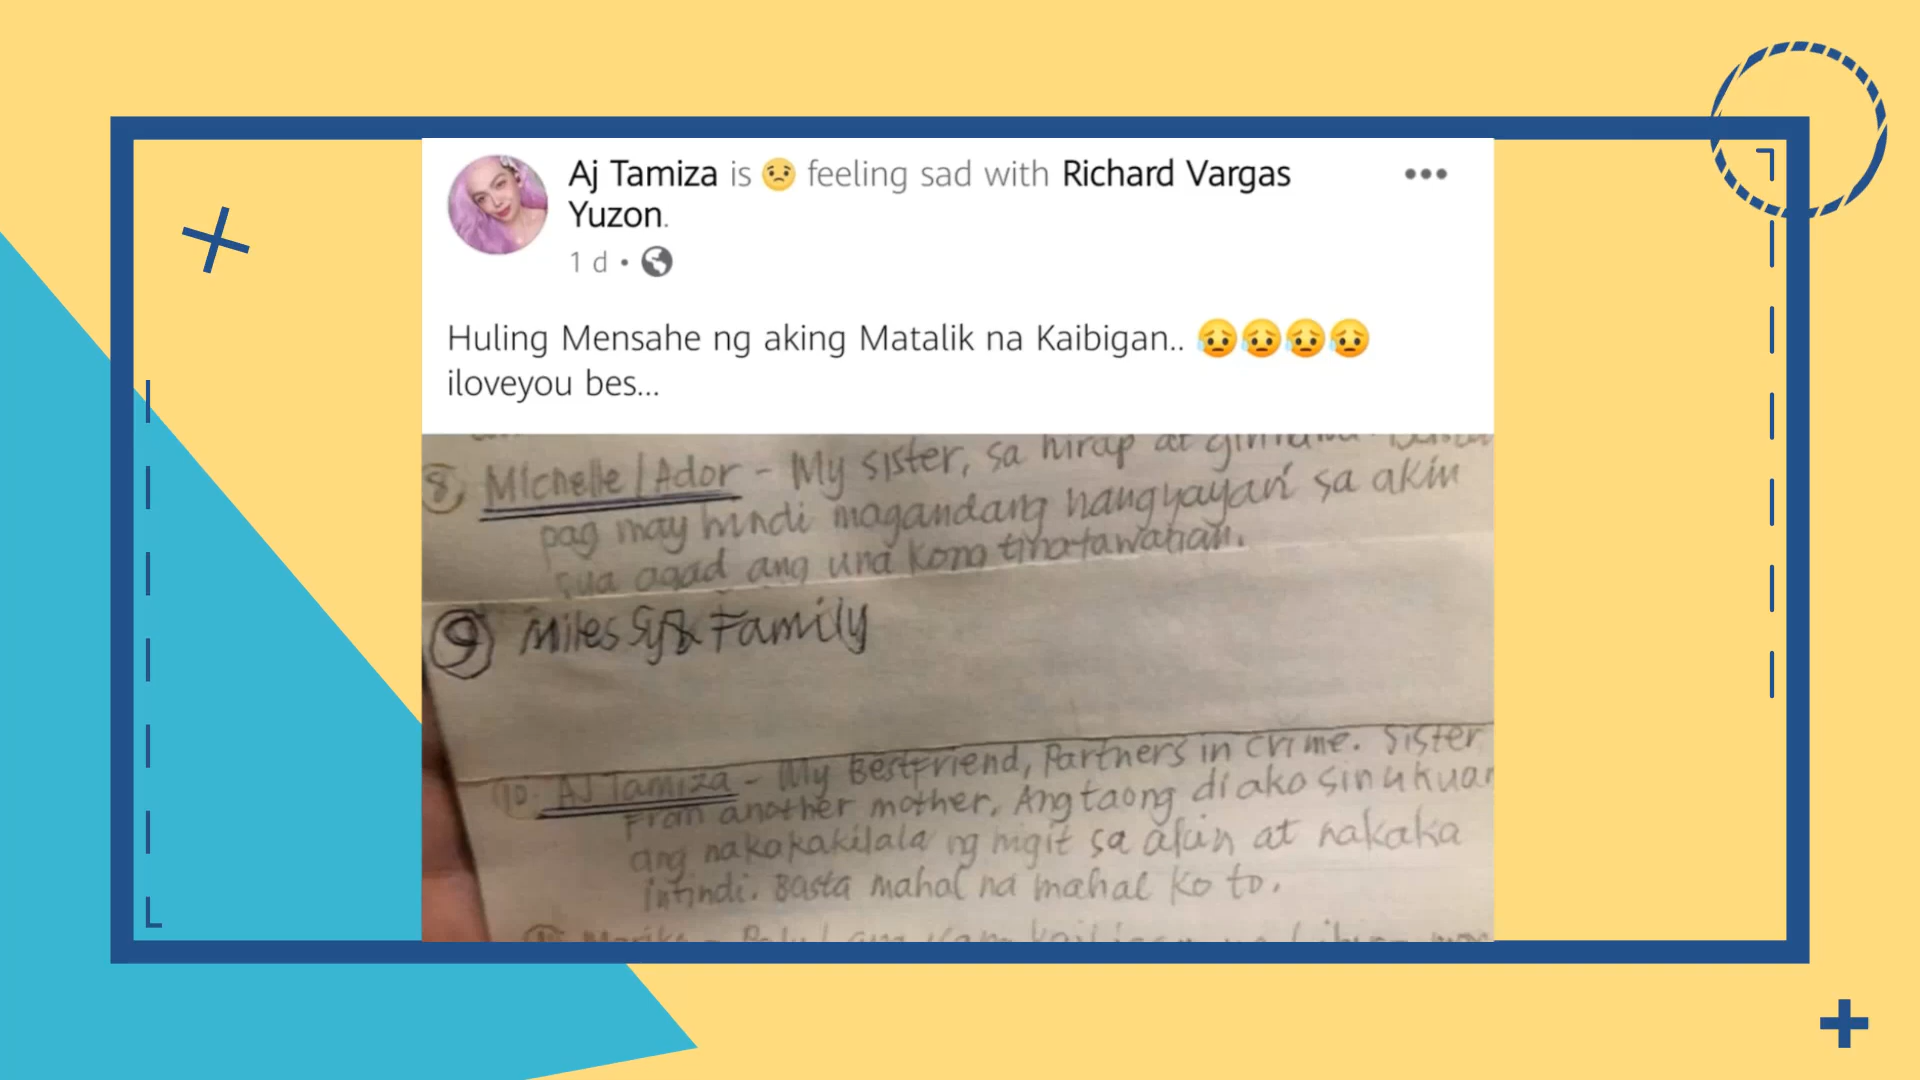 Aj Tamiza is 😟 feeling sad with Richard Vargas
Yuzon.
1 d •
Huling Mensahe ng aking Matalik na Kaibigan.. 😥😥😥😥
iloveyou bes...
8, Michelle / Ador - My sister, sa hirap at
pag may hindi magandang nangyayari sa akin
sya agad ang una kong tinatawahan.
9 Miles Sy & Family
10. AJ Tamiza - My Bestfriend, Partners in crime. Sister
From another mother. Ang taong di ako sinukuan
ang nakakakilala ng higit sa akin at nakaka
intindi. Basta mahal na mahal ko to.